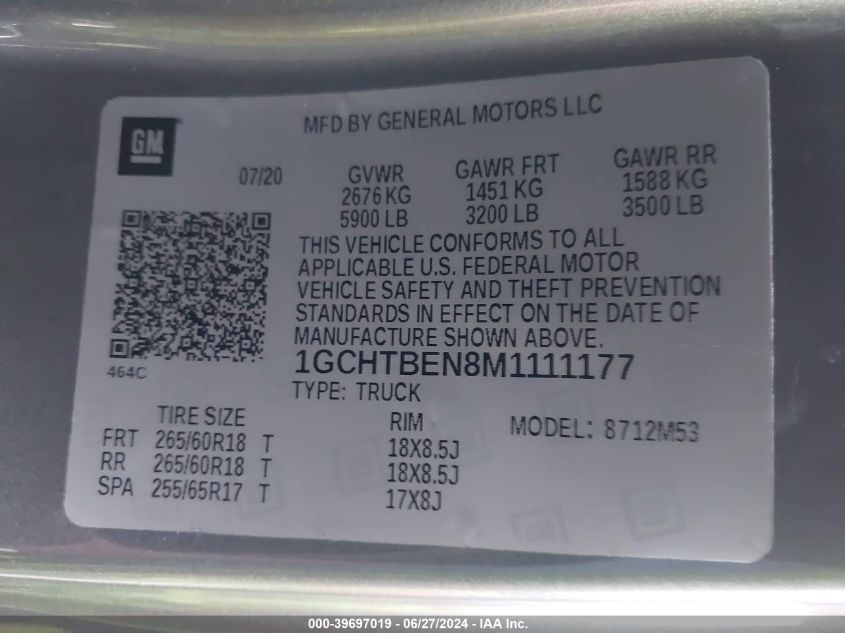 GM
MFD BY GENERAL MOTORS LLC
07/20
GVWR GAWR FRT GAWR RR
2676 KG 1451 KG 1588 KG
5900 LB 3200 LB 3500 LB
THIS VEHICLE CONFORMS TO ALL
APPLICABLE U.S. FEDERAL MOTOR
VEHICLE SAFETY AND THEFT PREVENTION
STANDARDS IN EFFECT ON THE DATE OF
MANUFACTURE SHOWN ABOVE.
464C
1GCHTBEN8M1111177
TYPE: TRUCK
TIRE SIZE RIM MODEL: 8712M53
FRT 265/60R18 T 18X8.5J
RR 265/60R18 T 18X8.5J
SPA 255/65R17 T 17X8J
000-39697019 - 06/27/2024 - IAA Inc.